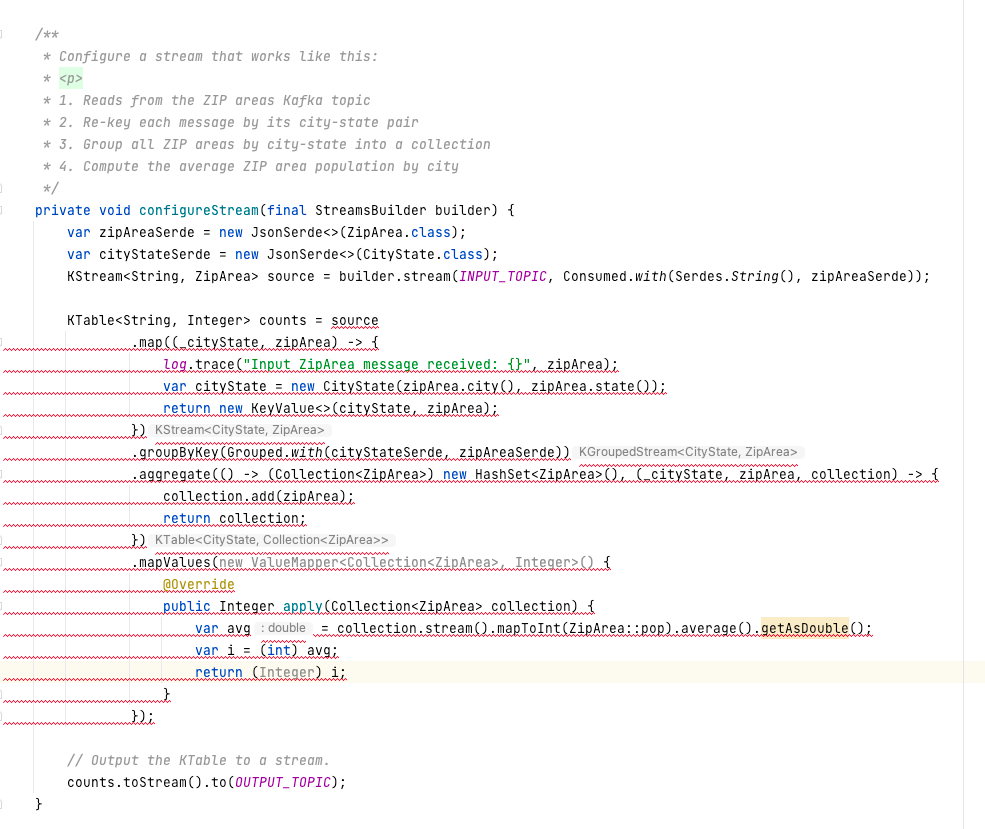 /**
 * Configure a stream that works like this:
 * <p>
 * 1. Reads from the ZIP areas Kafka topic
 * 2. Re-key each message by its city-state pair
 * 3. Group all ZIP areas by city-state into a collection
 * 4. Compute the average ZIP area population by city
 */
private void configureStream(final StreamsBuilder builder) {
    var zipAreaSerde = new JsonSerde<>(ZipArea.class);
    var cityStateSerde = new JsonSerde<>(CityState.class);
    KStream<String, ZipArea> source = builder.stream(INPUT_TOPIC, Consumed.with(Serdes.String(), zipAreaSerde));

    KTable<String, Integer> counts = source
            .map((_cityState, zipArea) -> {
                log.trace("Input ZipArea message received: {}", zipArea);
                var cityState = new CityState(zipArea.city(), zipArea.state());
                return new KeyValue<>(cityState, zipArea);
            }) KStream<CityState, ZipArea>
            .groupByKey(Grouped.with(cityStateSerde, zipAreaSerde)) KGroupedStream<CityState, ZipArea>
            .aggregate(() -> (Collection<ZipArea>) new HashSet<ZipArea>(), (_cityState, zipArea, collection) -> {
                collection.add(zipArea);
                return collection;
            }) KTable<CityState, Collection<ZipArea>>
            .mapValues(new ValueMapper<Collection<ZipArea>, Integer>() {
                @Override
                public Integer apply(Collection<ZipArea> collection) {
                    var avg : double = collection.stream().mapToInt(ZipArea::pop).average().getAsDouble();
                    var i = (int) avg;
                    return (Integer) i;
                }
            });

    // Output the KTable to a stream.
    counts.toStream().to(OUTPUT_TOPIC);
}